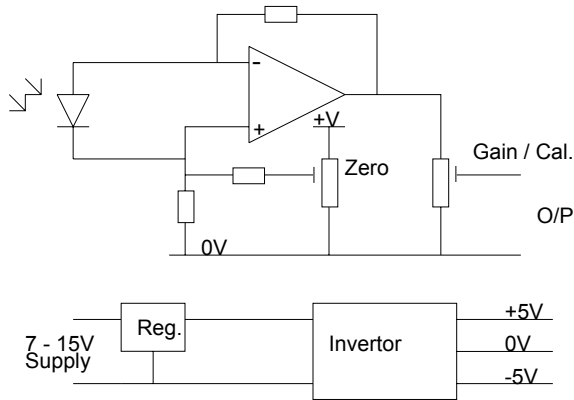 -
+
+V
Zero
Gain / Cal.
O/P
0V
7 - 15V
Supply
Reg.
Invertor
+5V
0V
-5V